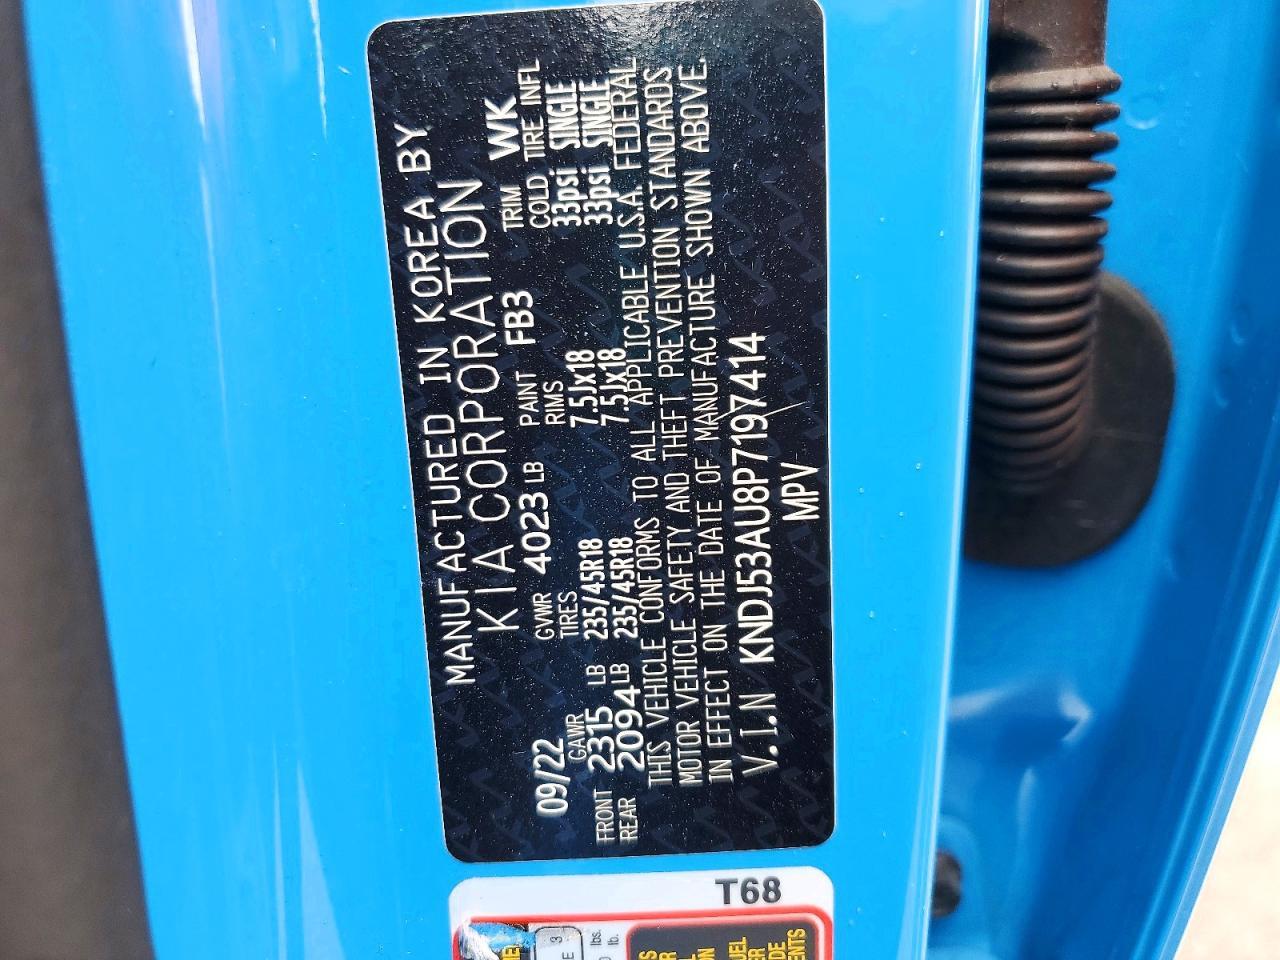 MANUFACTURED IN KOREA BY
KIA CORPORATION
09/22 GVWR 4023 LB PAINT FB3 TRIM WK
GAWR TIRES RIMS COLD TIRE INFL
FRONT 2315 LB 235/45R18 7.5Jx18 33psi SINGLE
REAR 2094 LB 235/45R18 7.5Jx18 33psi SINGLE
THIS VEHICLE CONFORMS TO ALL APPLICABLE U.S.A. FEDERAL
MOTOR VEHICLE SAFETY AND THEFT PREVENTION STANDARDS
IN EFFECT ON THE DATE OF MANUFACTURE SHOWN ABOVE.
V.I.N KNDJ53AU8P7197414
MPV
T68